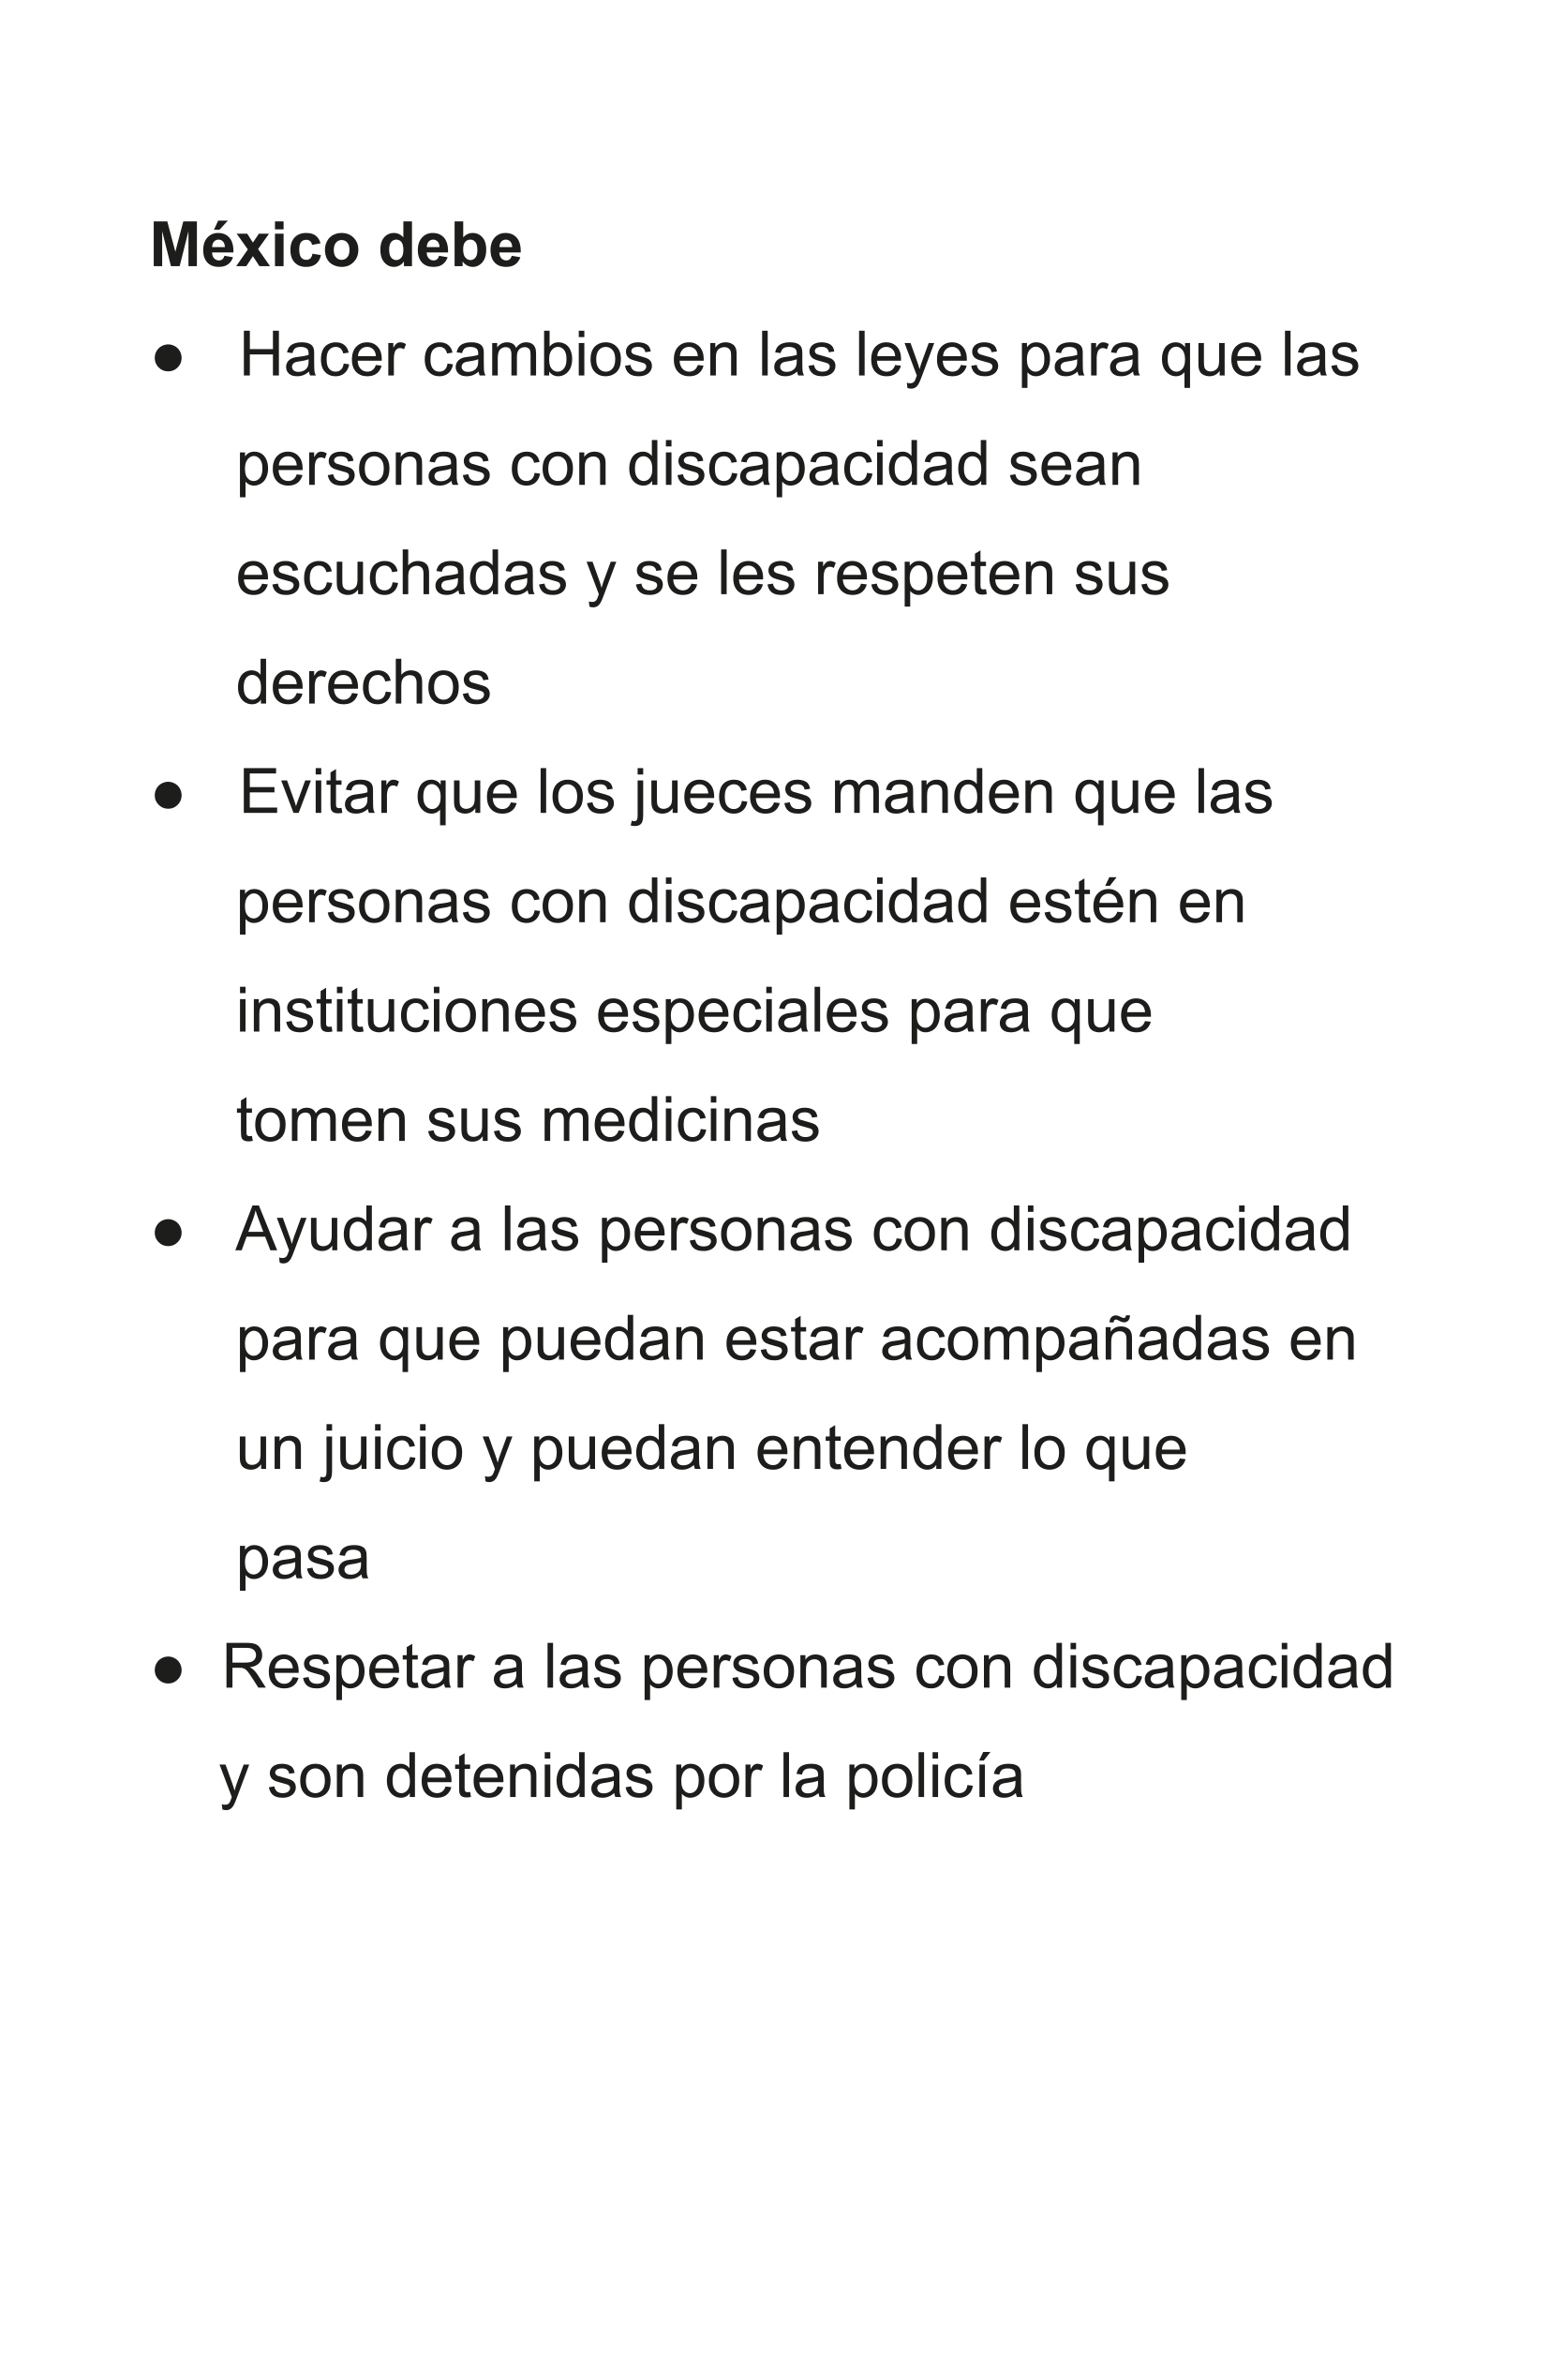 México debe
● Hacer cambios en las leyes para que las
personas con discapacidad sean
escuchadas y se les respeten sus
derechos
● Evitar que los jueces manden que las
personas con discapacidad estén en
instituciones especiales para que
tomen sus medicinas
● Ayudar a las personas con discapacidad
para que puedan estar acompañadas en
un juicio y puedan entender lo que
pasa
● Respetar a las personas con discapacidad
y son detenidas por la policía